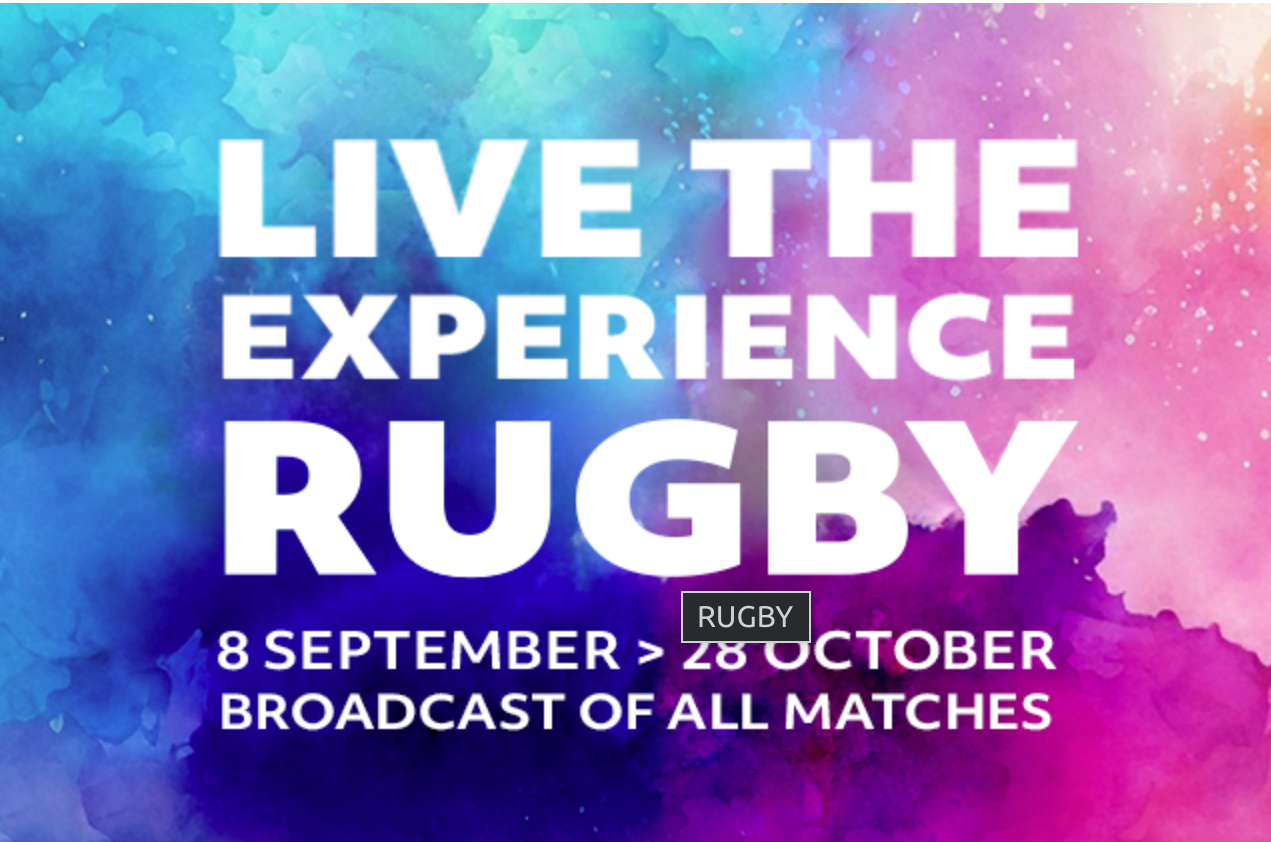 LIVE THE
EXPERIENCE
RUGBY
RUGBY
8 SEPTEMBER > 28 OCTOBER
BROADCAST OF ALL MATCHES